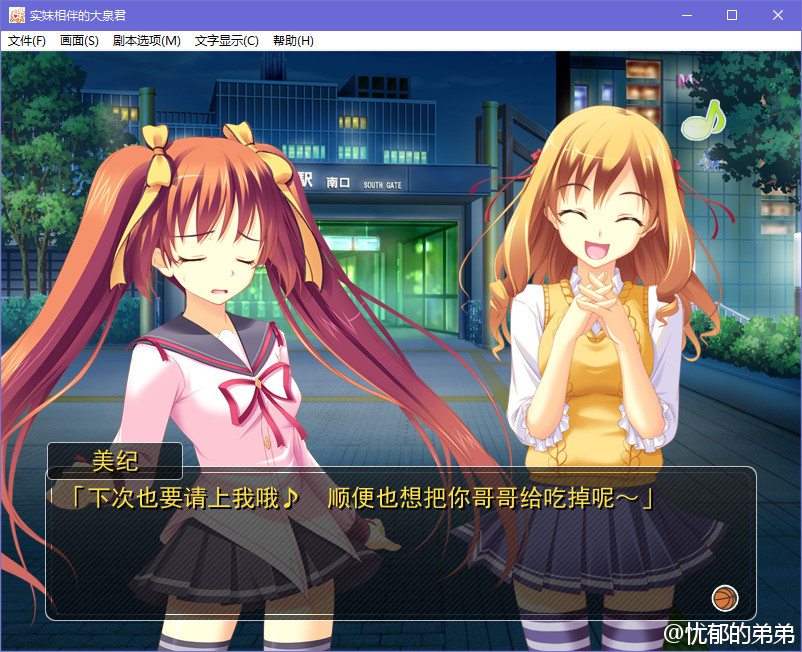 实妹相伴的大泉君
文件(F) 画面(S) 剧本选项(M) 文字显示(C) 帮助(H)
駅 南口 SOUTH GATE
美纪
「下次也要请上我哦♪ 顺便也想把你哥哥给吃掉呢～」
@忧郁的弟弟